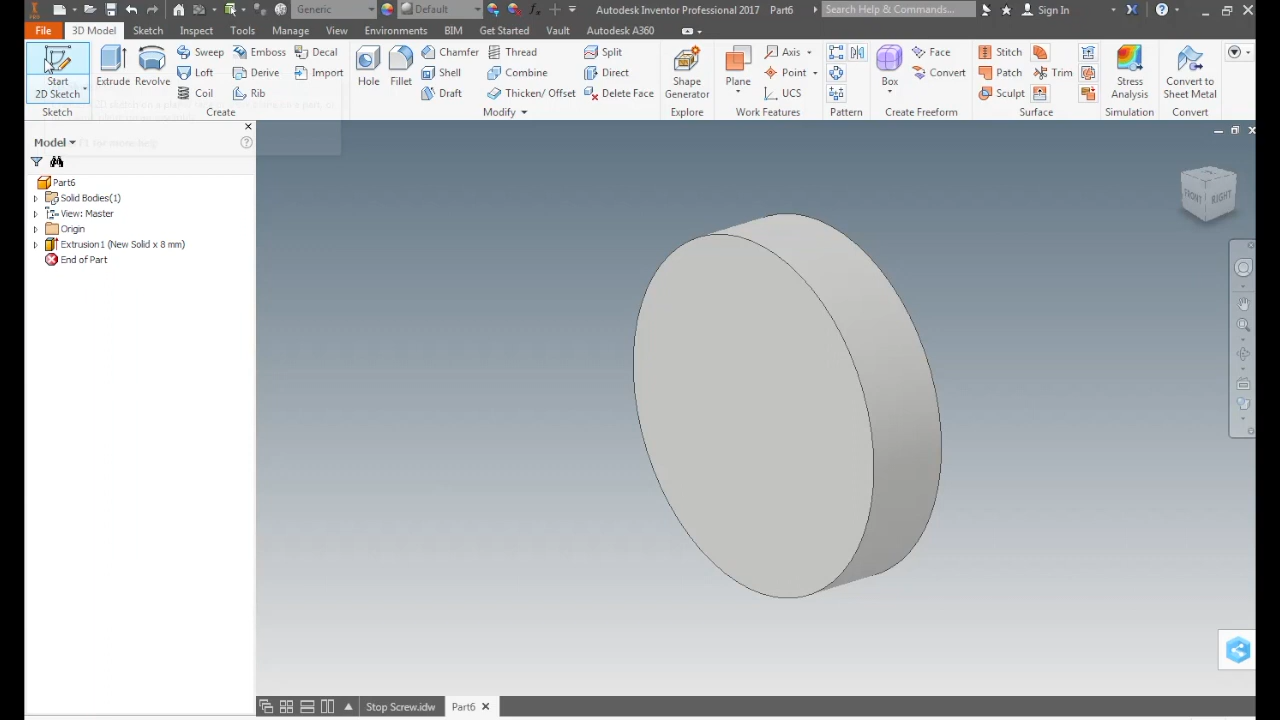 Generic Default fx Autodesk Inventor Professional 2017 Part6 Search Help & Commands... Sign In
File 3D Model Sketch Inspect Tools Manage View Environments BIM Get Started Vault Autodesk A360
Start
2D Sketch
Extrude Revolve
Sweep Emboss Decal
Loft Derive Import
Coil Rib
Hole Fillet
Chamfer Thread Split
Shell Combine Direct
Draft Thicken/ Offset Delete Face
Shape
Generator
Plane
Axis
Point
UCS
Box
Face
Convert
Stitch
Patch Trim
Sculpt
Stress
Analysis
Convert to
Sheet Metal
Sketch Create Modify Explore Work Features Pattern Create Freeform Surface Simulation Convert
Model
Part6
Solid Bodies(1)
View: Master
Origin
Extrusion1 (New Solid x 8 mm)
End of Part
FRONT RIGHT
Stop Screw.idw Part6